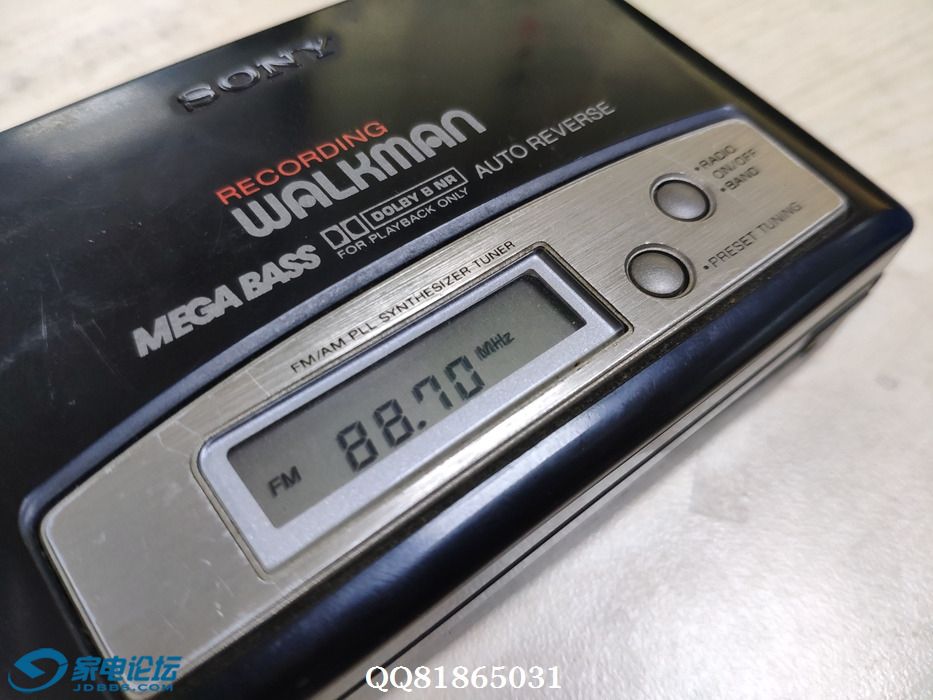 SONY
RECORDING
WALKMAN
DOLBY B NR
FOR PLAYBACK ONLY
AUTO REVERSE
MEGA BASS
FM/AM PLL SYNTHESIZER TUNER
•RADIO
ON/OFF
•BAND
•PRESET TUNING
FM 88.70 MHz
家电论坛
JDBBS.COM
QQ81865031